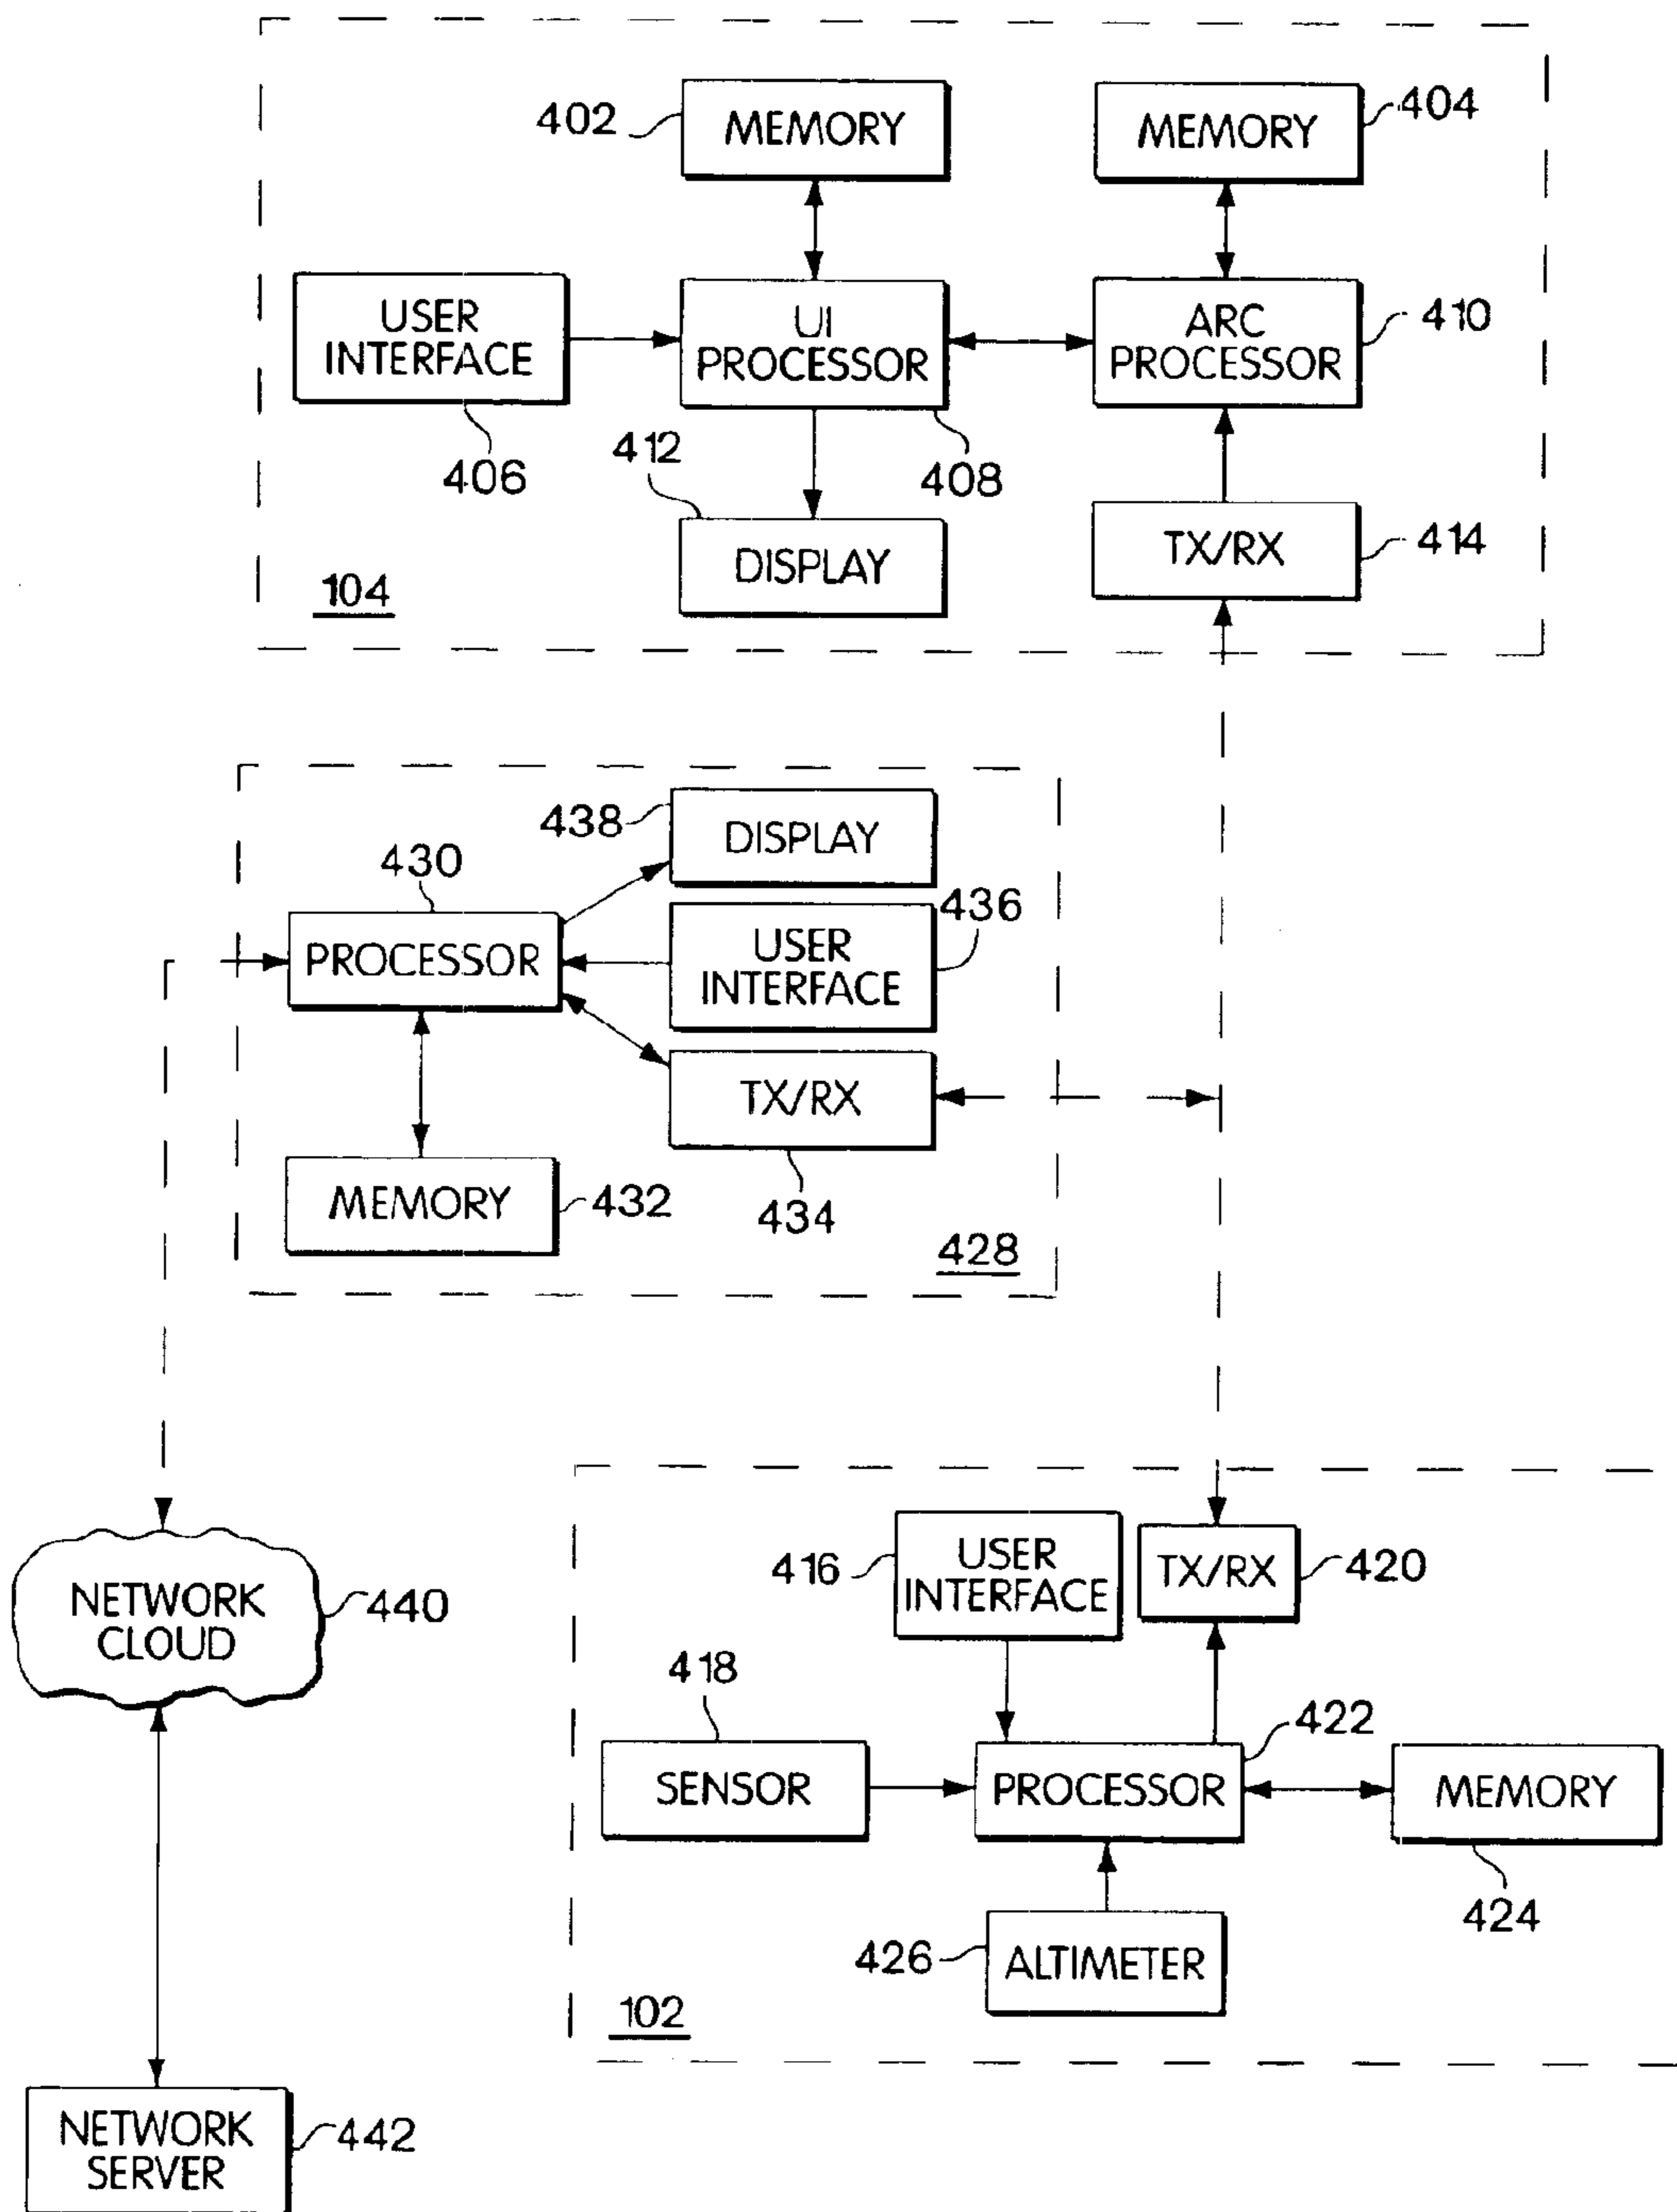 402
MEMORY
MEMORY
404
USER
INTERFACE
406
UI
PROCESSOR
408
ARC
PROCESSOR
410
412
DISPLAY
TX/RX
414
104
438
DISPLAY
430
PROCESSOR
USER
INTERFACE
436
TX/RX
434
MEMORY
432
428
NETWORK
CLOUD
440
416
USER
INTERFACE
TX/RX
420
418
SENSOR
PROCESSOR
422
MEMORY
424
426
ALTIMETER
102
NETWORK
SERVER
442